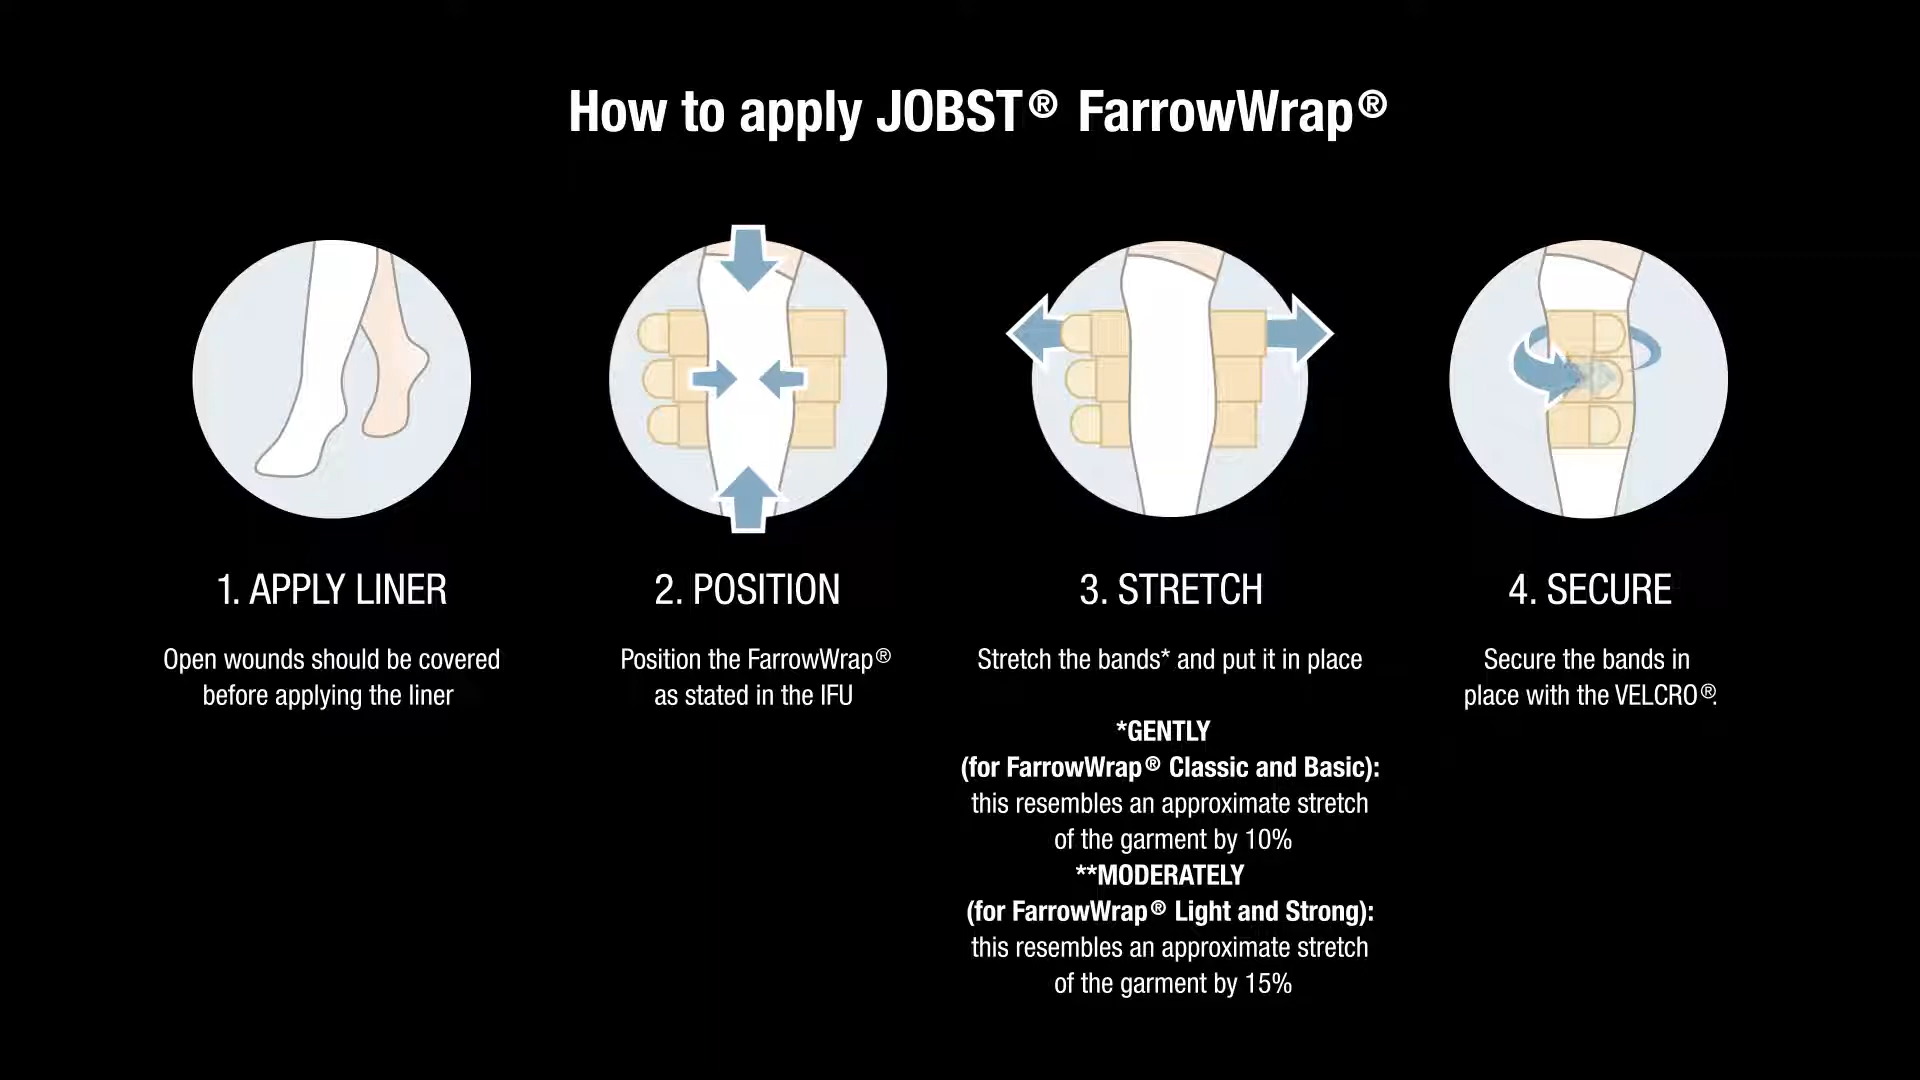 How to apply JOBST® FarrowWrap®
1. APPLY LINER
Open wounds should be covered
before applying the liner
2. POSITION
Position the FarrowWrap®
as stated in the IFU
3. STRETCH
Stretch the bands* and put it in place
*GENTLY
(for FarrowWrap® Classic and Basic):
this resembles an approximate stretch
of the garment by 10%
**MODERATELY
(for FarrowWrap® Light and Strong):
this resembles an approximate stretch
of the garment by 15%
4. SECURE
Secure the bands in
place with the VELCRO®.